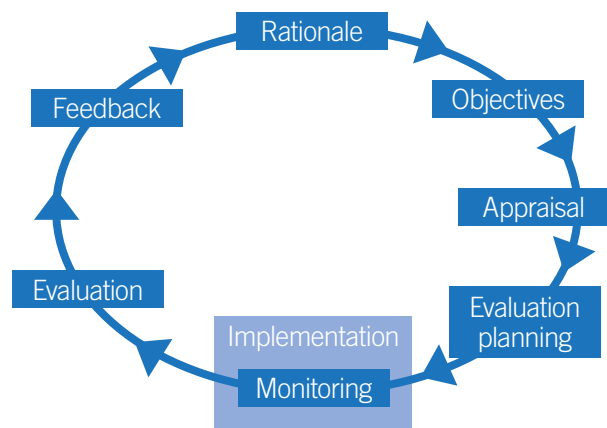 Rationale
Objectives
Appraisal
Evaluation
planning
Implementation
Monitoring
Evaluation
Feedback